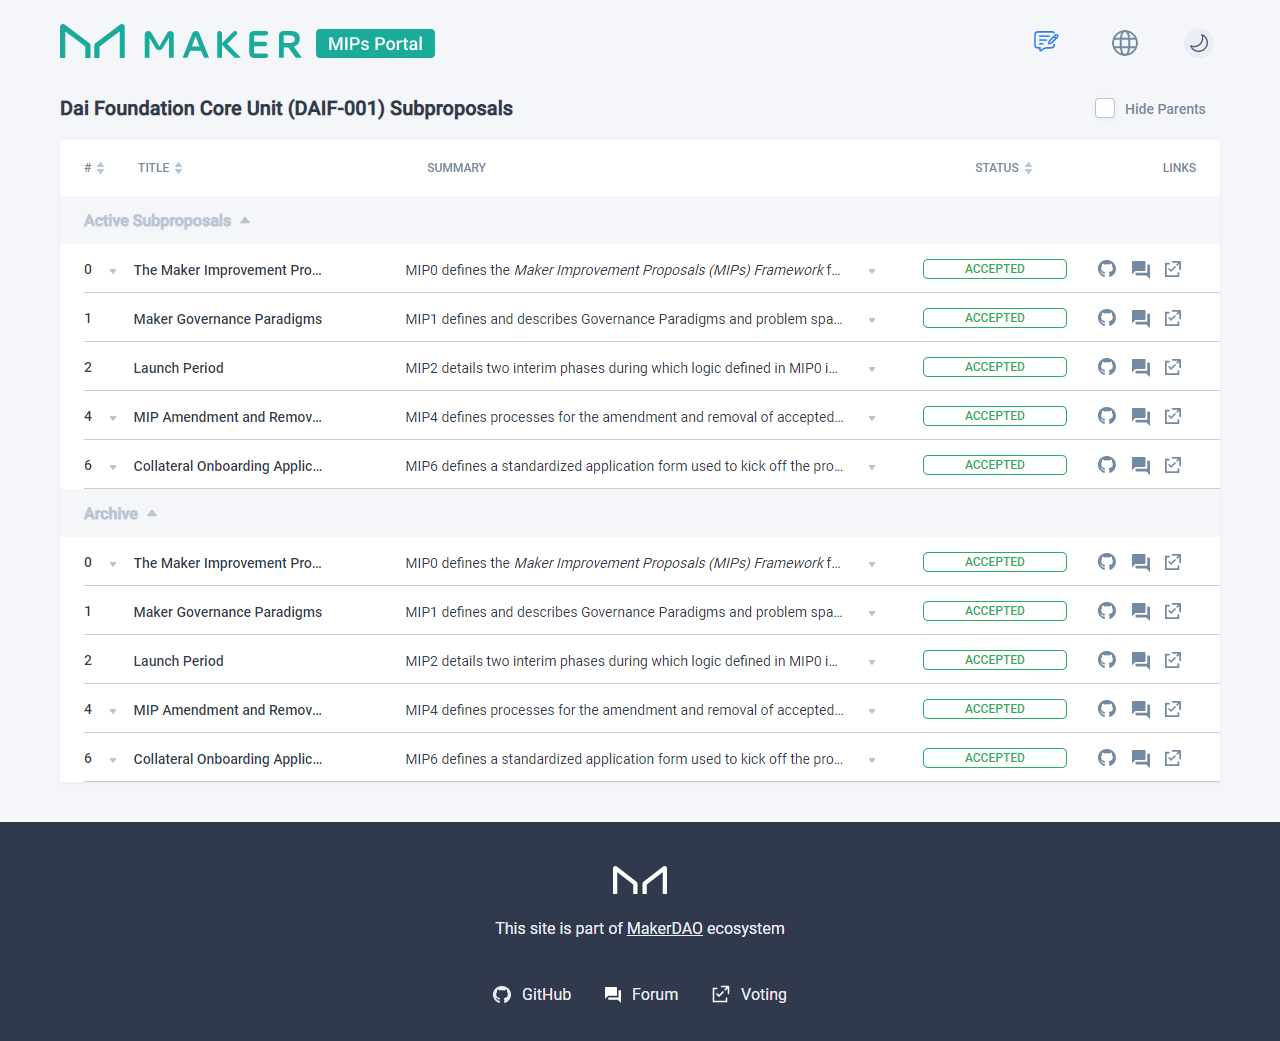 MAKER MIPs Portal
Dai Foundation Core Unit (DAIF-001) Subproposals
Hide Parents
# TITLE SUMMARY STATUS LINKS
Active Subproposals
0 The Maker Improvement Pro... MIP0 defines the Maker Improvement Proposals (MIPs) Framework f... ACCEPTED
1 Maker Governance Paradigms MIP1 defines and describes Governance Paradigms and problem spa... ACCEPTED
2 Launch Period MIP2 details two interim phases during which logic defined in MIP0 i... ACCEPTED
4 MIP Amendment and Remov... MIP4 defines processes for the amendment and removal of accepted... ACCEPTED
6 Collateral Onboarding Applic... MIP6 defines a standardized application form used to kick off the pro... ACCEPTED
Archive
0 The Maker Improvement Pro... MIP0 defines the Maker Improvement Proposals (MIPs) Framework f... ACCEPTED
1 Maker Governance Paradigms MIP1 defines and describes Governance Paradigms and problem spa... ACCEPTED
2 Launch Period MIP2 details two interim phases during which logic defined in MIP0 i... ACCEPTED
4 MIP Amendment and Remov... MIP4 defines processes for the amendment and removal of accepted... ACCEPTED
6 Collateral Onboarding Applic... MIP6 defines a standardized application form used to kick off the pro... ACCEPTED
This site is part of MakerDAO ecosystem
GitHub Forum Voting